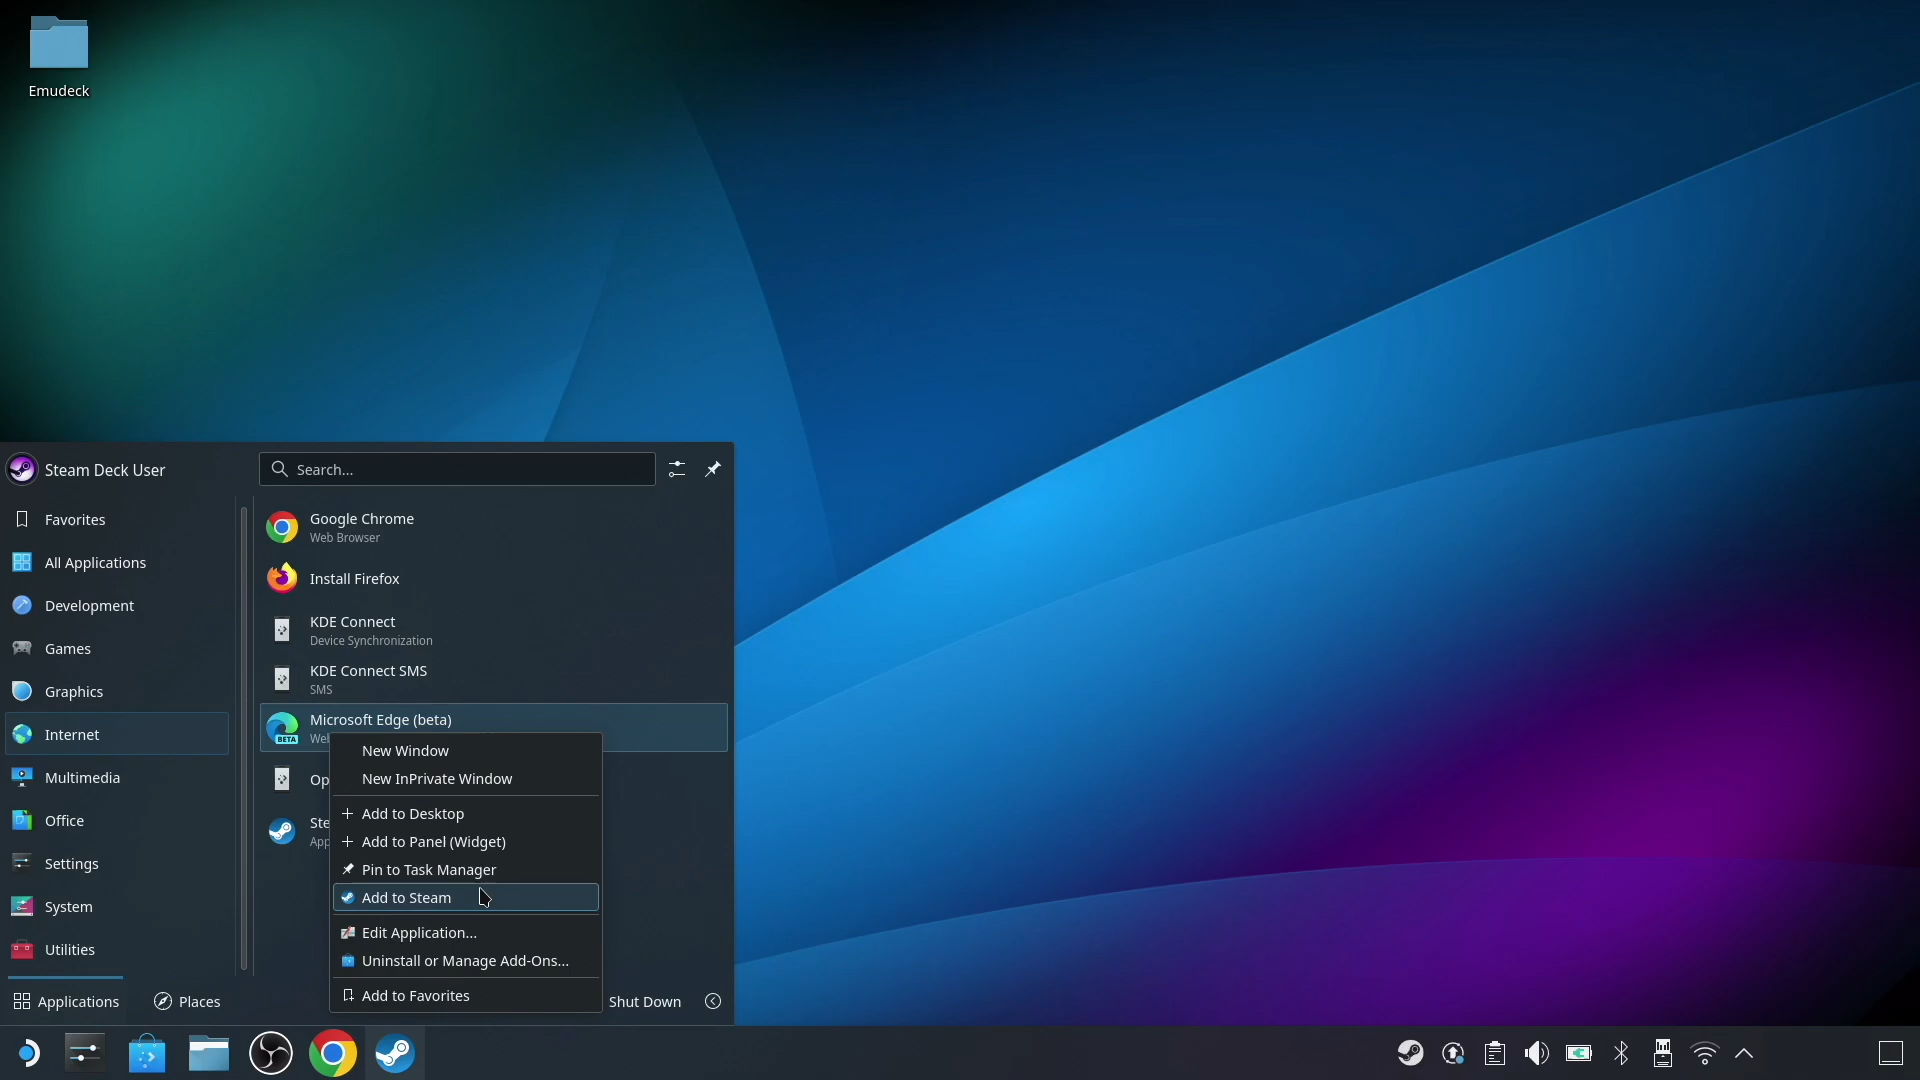 Emudeck
Steam Deck User
Search...
Favorites
All Applications
Development
Games
Graphics
Internet
Multimedia
Office
Settings
System
Utilities
Google Chrome
Web Browser
Install Firefox
KDE Connect
Device Synchronization
KDE Connect SMS
SMS
Microsoft Edge (beta)
BETA
New Window
New InPrivate Window
Add to Desktop
Add to Panel (Widget)
Pin to Task Manager
Add to Steam
Edit Application...
Uninstall or Manage Add-Ons...
Add to Favorites
Applications
Places
Shut Down